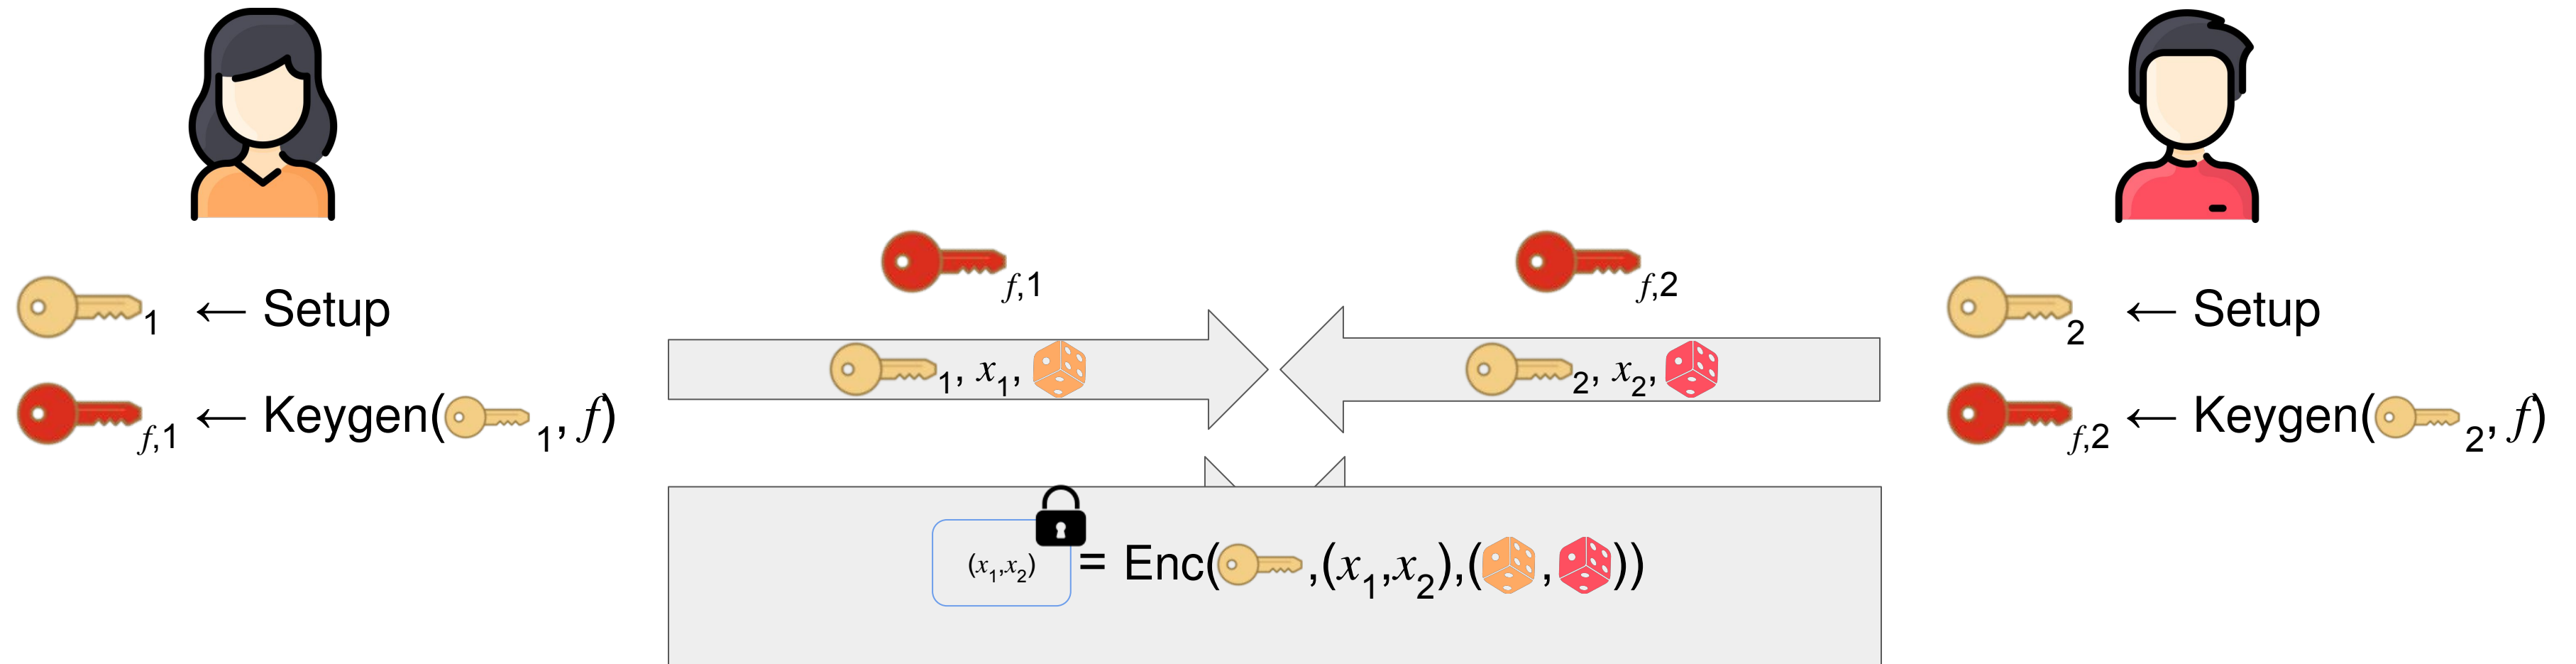 f,1
f,2
1 ← Setup
2 ← Setup
1, x1,
2, x2,
f,1 ← Keygen( 1, f)
f,2 ← Keygen( 2, f)
(x1,x2) = Enc( ,(x1,x2),( , ))